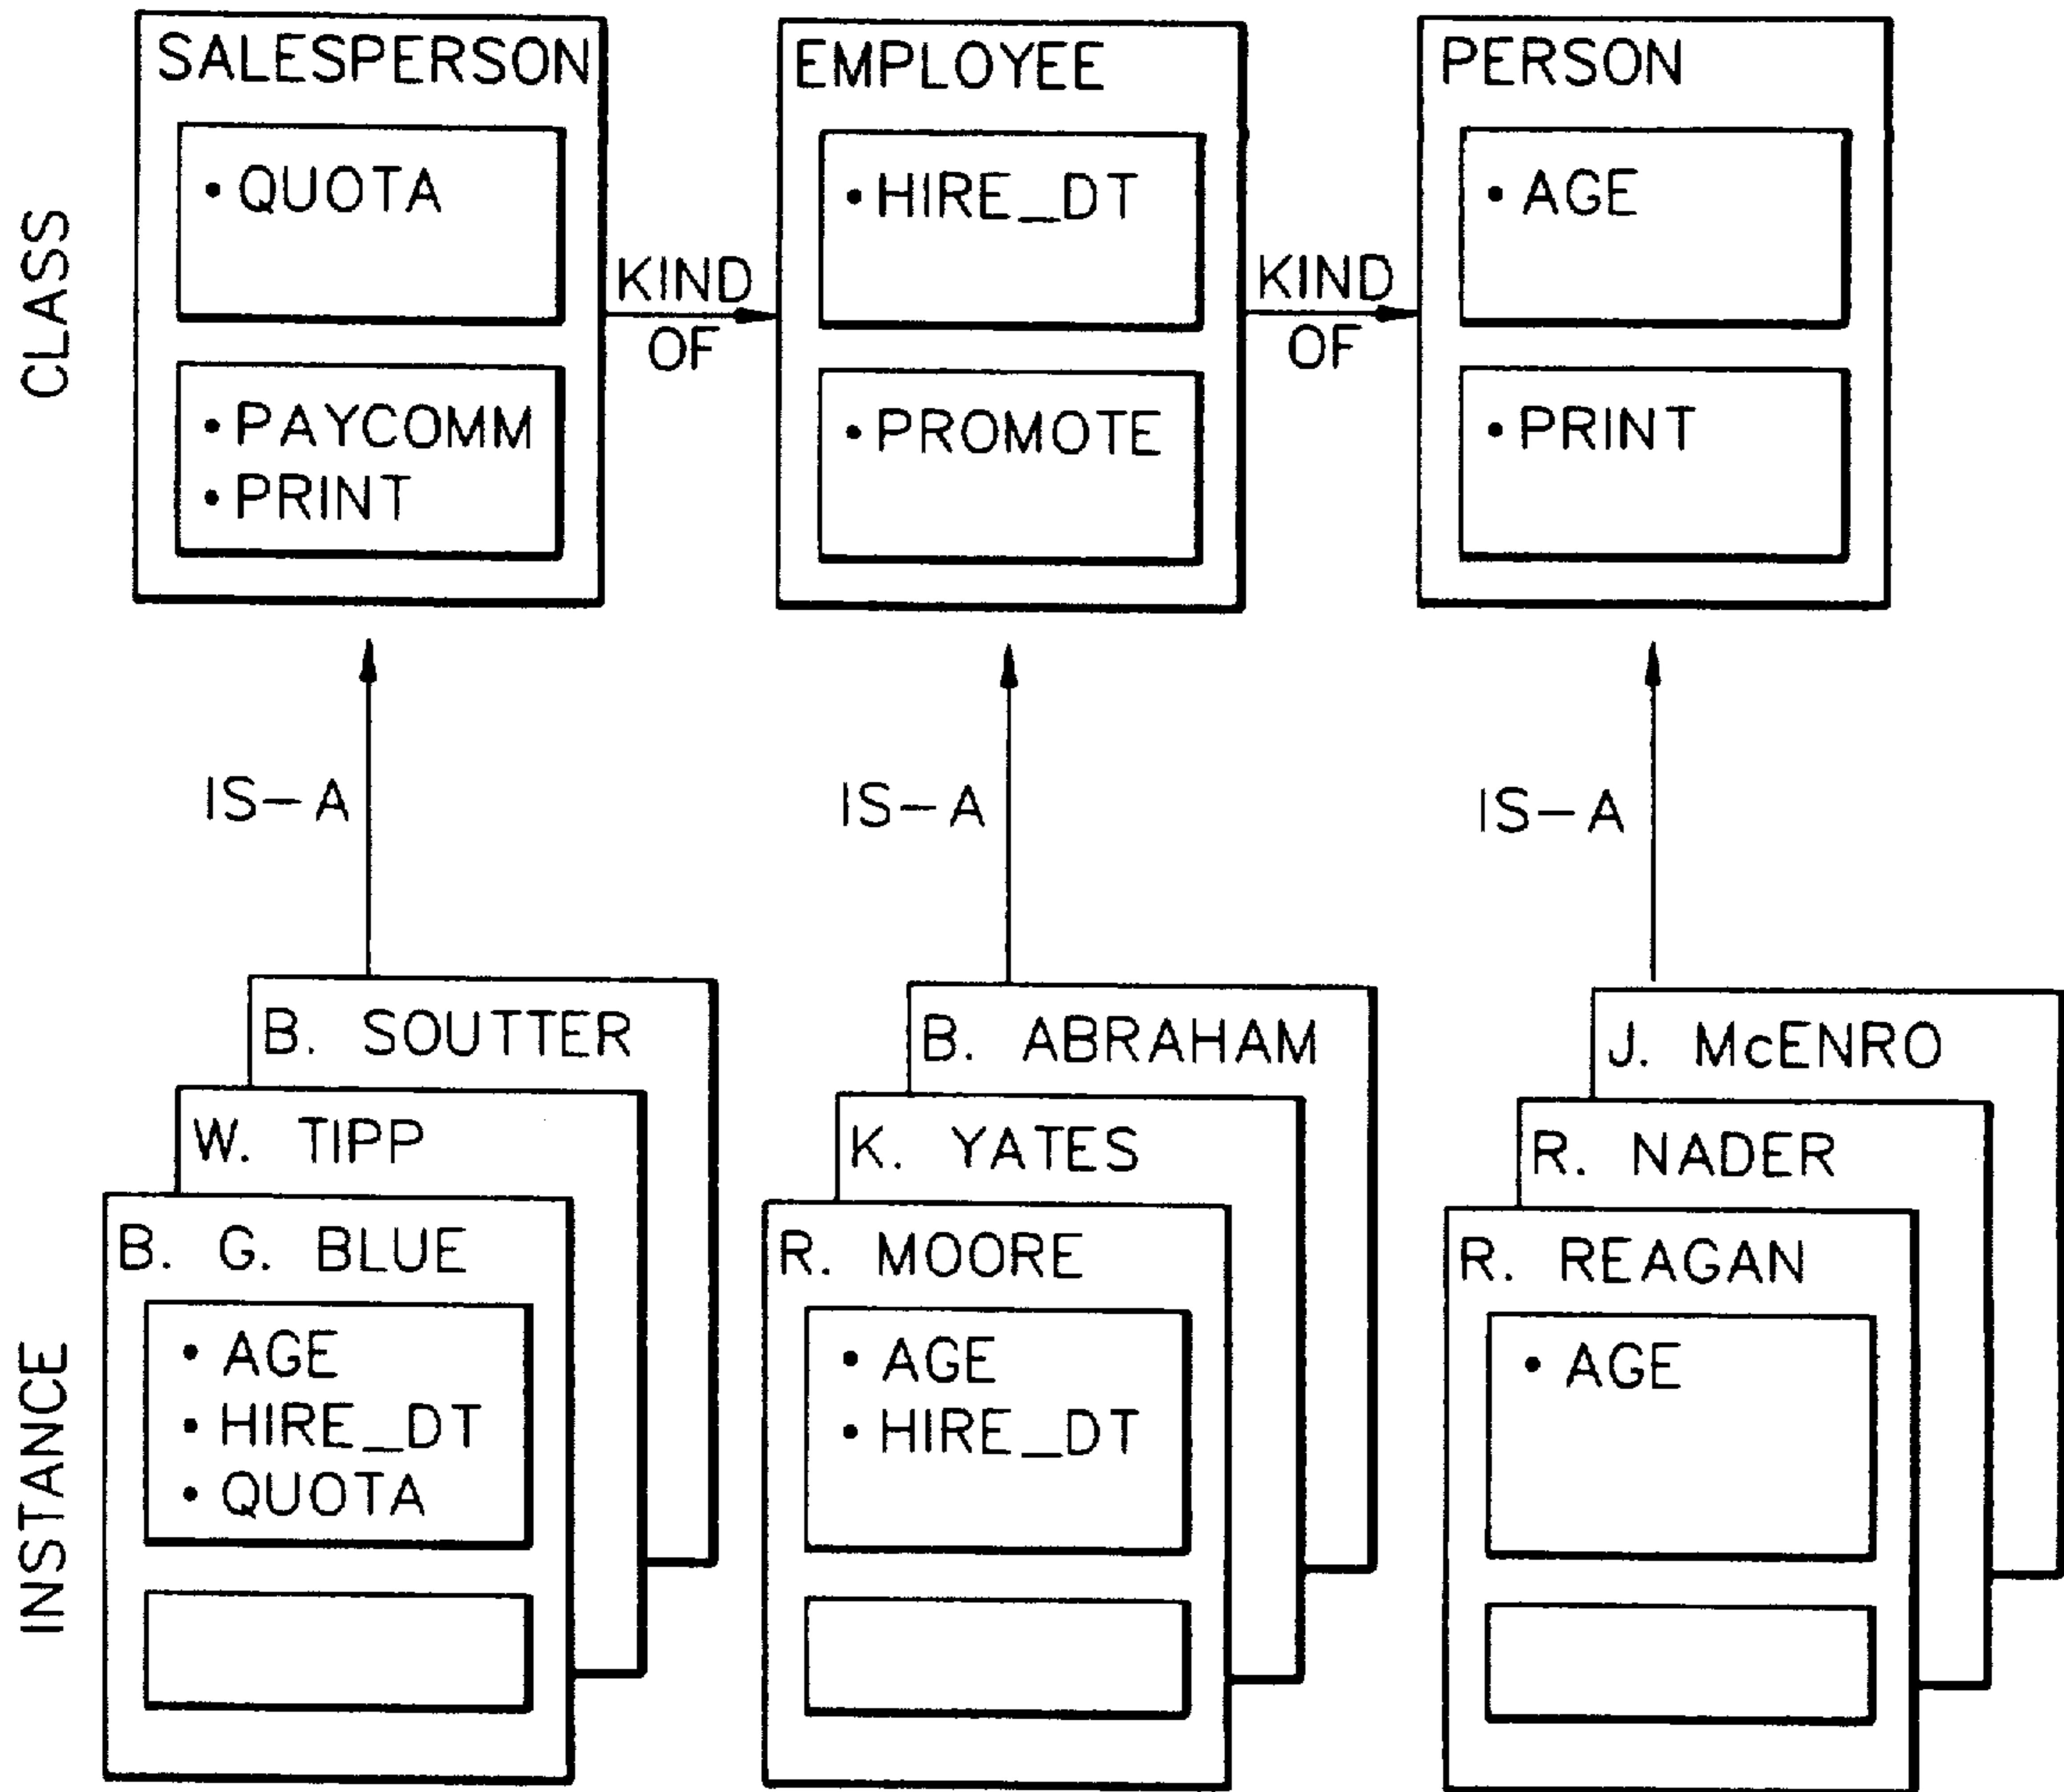 CLASS
SALESPERSON
• QUOTA
• PAYCOMM
• PRINT
KIND
OF
EMPLOYEE
• HIRE_DT
• PROMOTE
KIND
OF
PERSON
• AGE
• PRINT
IS-A
IS-A
IS-A
INSTANCE
B. SOUTTER
W. TIPP
B. G. BLUE
• AGE
• HIRE_DT
• QUOTA
B. ABRAHAM
K. YATES
R. MOORE
• AGE
• HIRE_DT
J. McENRO
R. NADER
R. REAGAN
• AGE